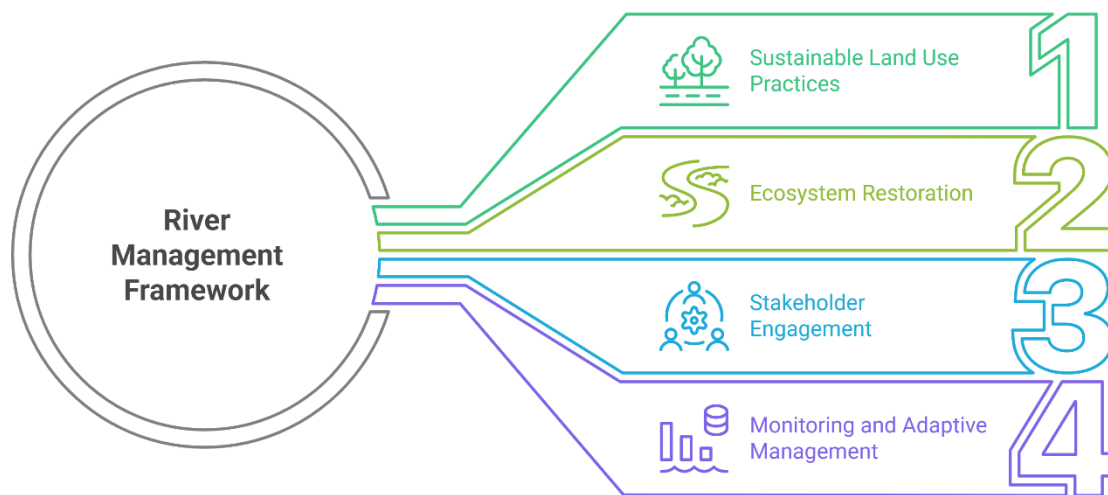 River
Management
Framework
Sustainable Land Use
Practices
1
Ecosystem Restoration
2
Stakeholder
Engagement
3
Monitoring and Adaptive
Management
4